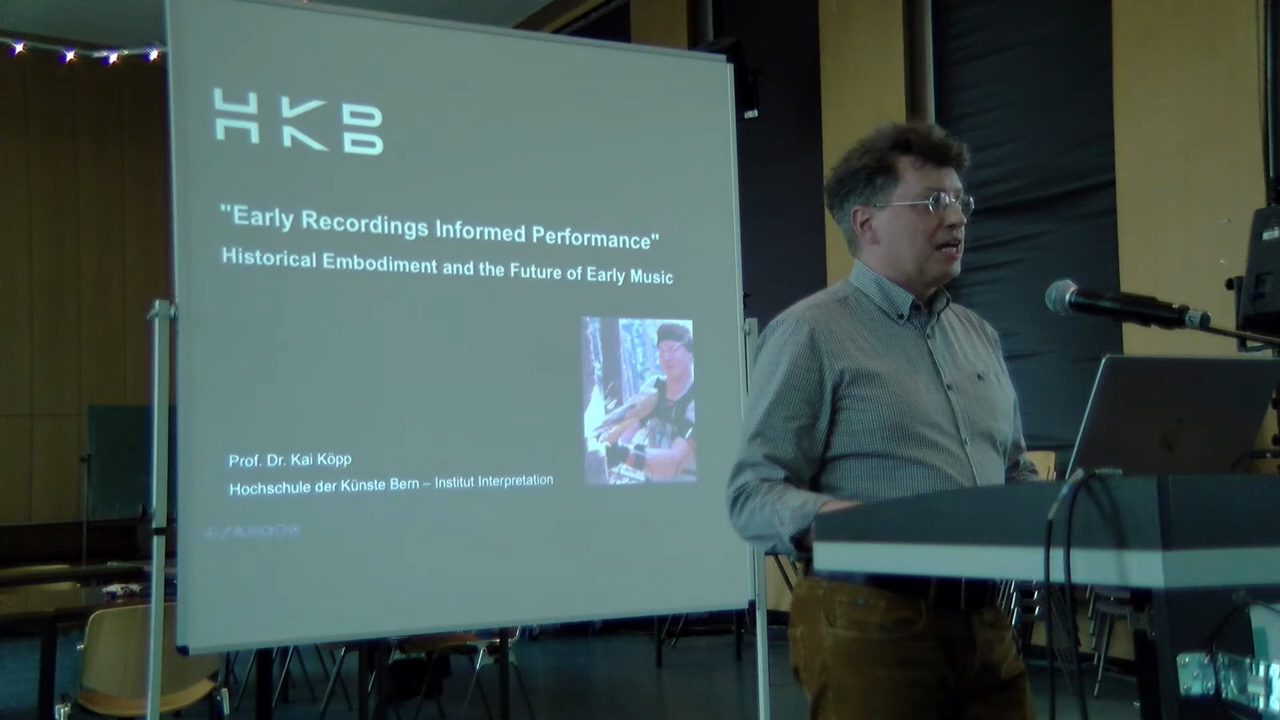 HKB
"Early Recordings Informed Performance"
Historical Embodiment and the Future of Early Music
Prof. Dr. Kai Köpp
Hochschule der Künste Bern – Institut Interpretation